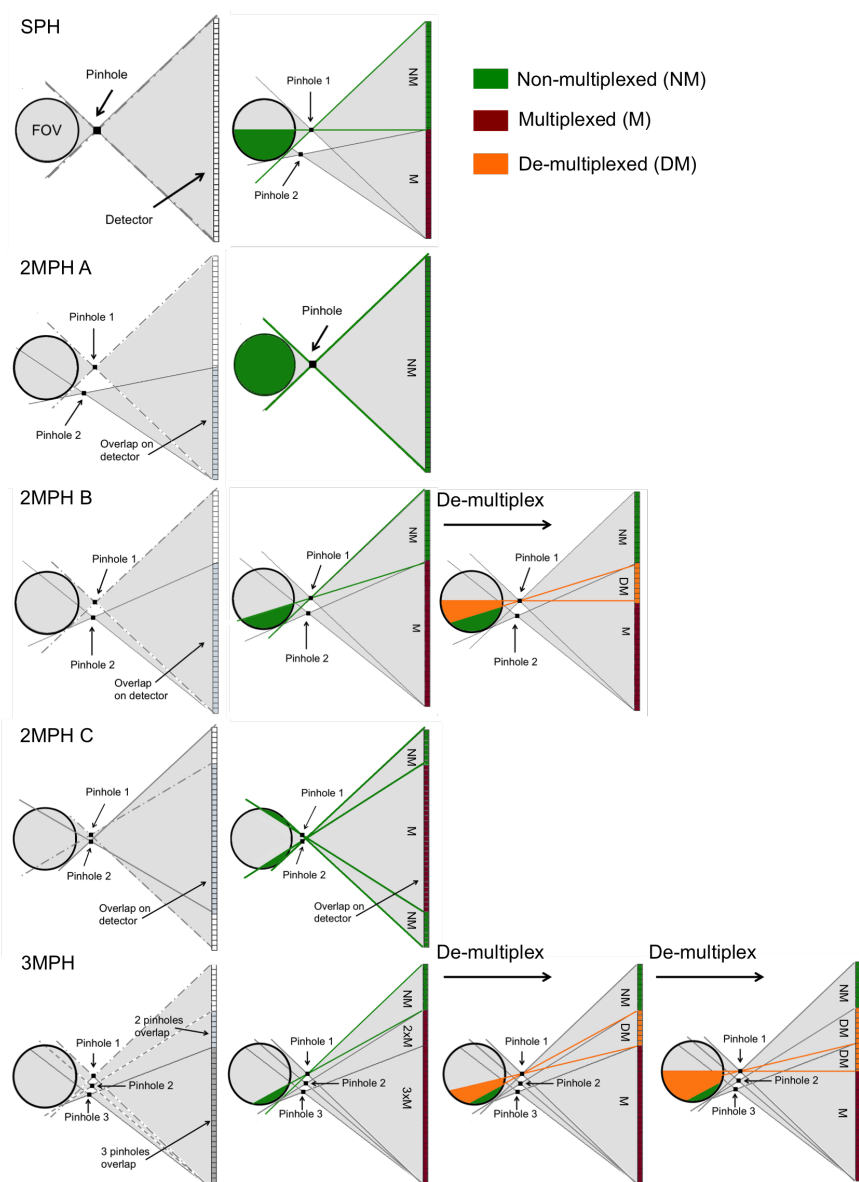 SPH
Pinhole
FOV
Detector
Pinhole 1
Pinhole 2
NM
M
Non-multiplexed (NM)
Multiplexed (M)
De-multiplexed (DM)
2MPH A
Pinhole 1
Pinhole 2
Overlap on
detector
Pinhole
NM
2MPH B
Pinhole 1
Pinhole 2
Overlap
on detector
Pinhole 1
Pinhole 2
NM
M
De-multiplex
Pinhole 1
Pinhole 2
NM
DM
M
2MPH C
Pinhole 1
Pinhole 2
Overlap on
detector
Pinhole 1
Pinhole 2
Overlap on
detector
NM
M
NM
3MPH
2 pinholes
overlap
Pinhole 1
Pinhole 2
Pinhole 3
3 pinholes
overlap
Pinhole 1
Pinhole 2
Pinhole 3
NM
2xM
3xM
De-multiplex
Pinhole 1
Pinhole 2
Pinhole 3
NM
DM
M
De-multiplex
Pinhole 1
Pinhole 2
Pinhole 3
NM
DM
DM
M